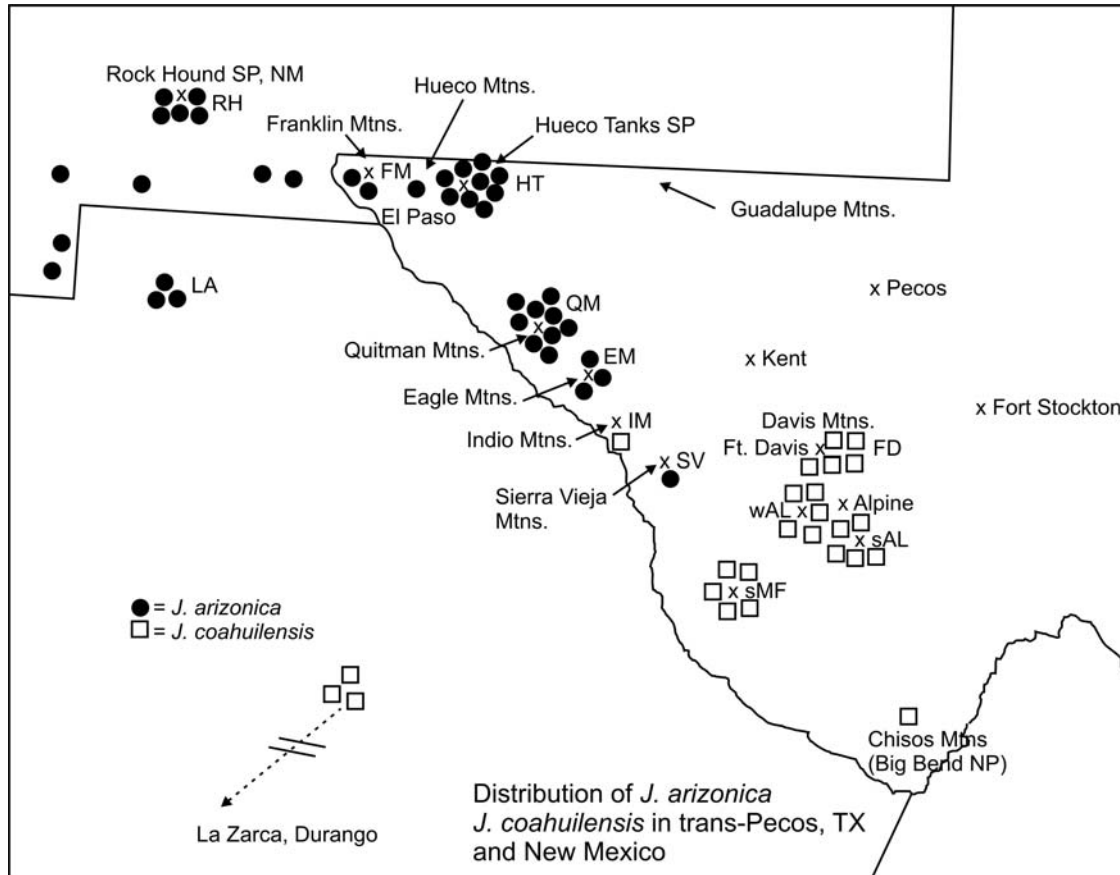 Rock Hound SP, NM
x
RH
Hueco Mtns.
Franklin Mtns.
Hueco Tanks SP
x FM
x
HT
El Paso
Guadalupe Mtns.
LA
x Pecos
QM
x
Quitman Mtns.
x Kent
EM
x
Eagle Mtns.
x Fort Stockton
x IM
Indio Mtns.
Davis Mtns.
Ft. Davis x
FD
x SV
Sierra Vieja
Mtns.
wAL x
x Alpine
x sAL
x sMF
= J. arizonica
= J. coahuilensis
Chisos Mtns
(Big Bend NP)
La Zarca, Durango
Distribution of J. arizonica
J. coahuilensis in trans-Pecos, TX
and New Mexico